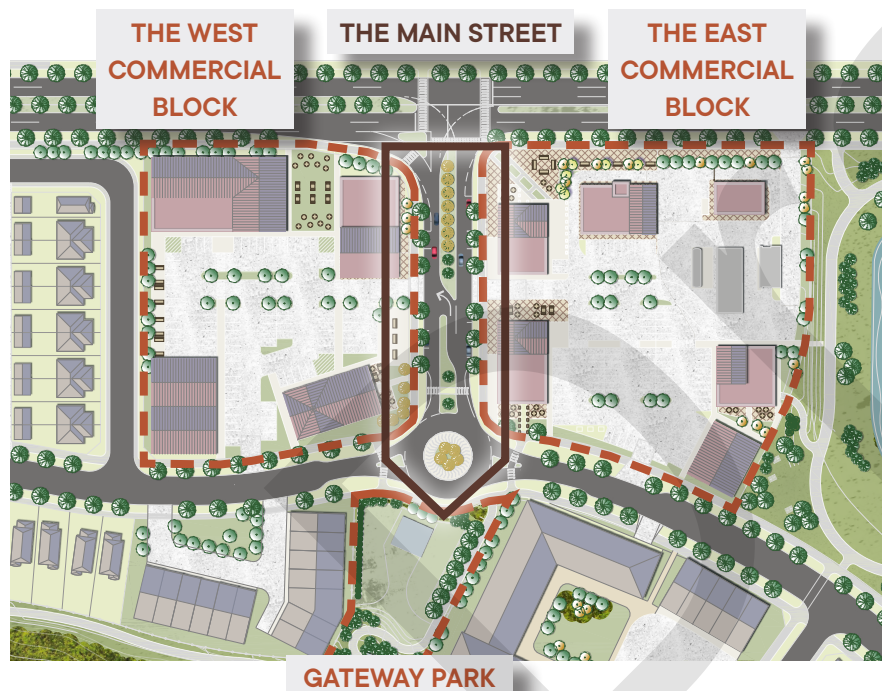 THE WEST
COMMERCIAL
BLOCK
THE MAIN STREET
THE EAST
COMMERCIAL
BLOCK
GATEWAY PARK